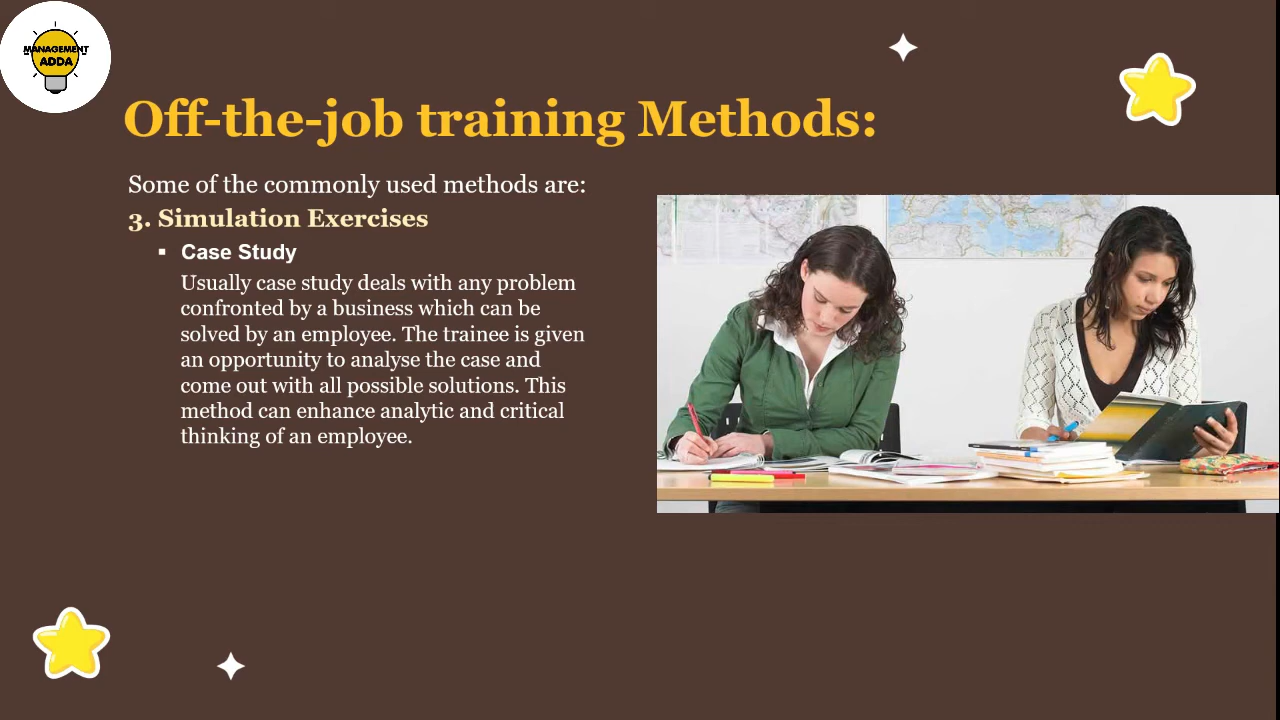 MANAGEMENT
ADDA
Off-the-job training Methods:
Some of the commonly used methods are:
3. Simulation Exercises
▪ Case Study
Usually case study deals with any problem
confronted by a business which can be
solved by an employee. The trainee is given
an opportunity to analyse the case and
come out with all possible solutions. This
method can enhance analytic and critical
thinking of an employee.